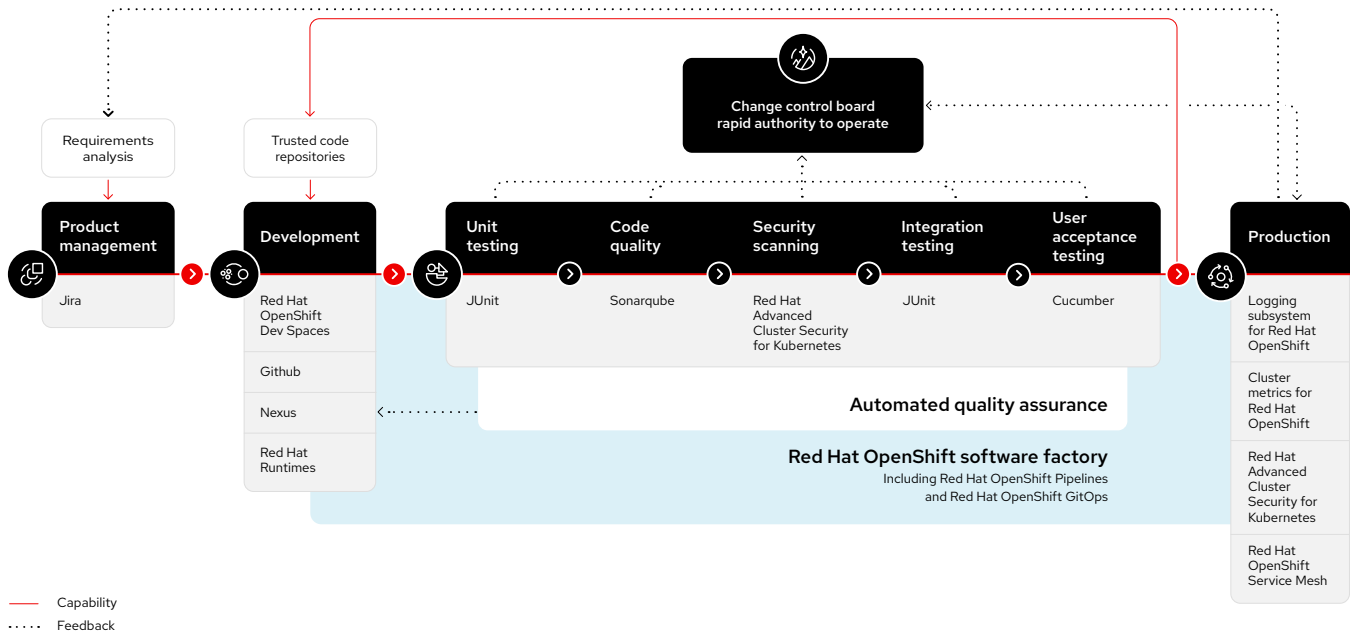 Change control board
rapid authority to operate
Requirements
analysis
Trusted code
repositories
Product
management
Jira
Development
Red Hat
OpenShift
Dev Spaces
Github
Nexus
Red Hat
Runtimes
Unit
testing
JUnit
Code
quality
Sonarqube
Security
scanning
Red Hat
Advanced
Cluster Security
for Kubernetes
Integration
testing
JUnit
User
acceptance
testing
Cucumber
Automated quality assurance
Red Hat OpenShift software factory
Including Red Hat OpenShift Pipelines
and Red Hat OpenShift GitOps
Production
Logging
subsystem
for Red Hat
OpenShift
Cluster
metrics for
Red Hat
OpenShift
Red Hat
Advanced
Cluster
Security for
Kubernetes
Red Hat
OpenShift
Service Mesh
Capability
Feedback